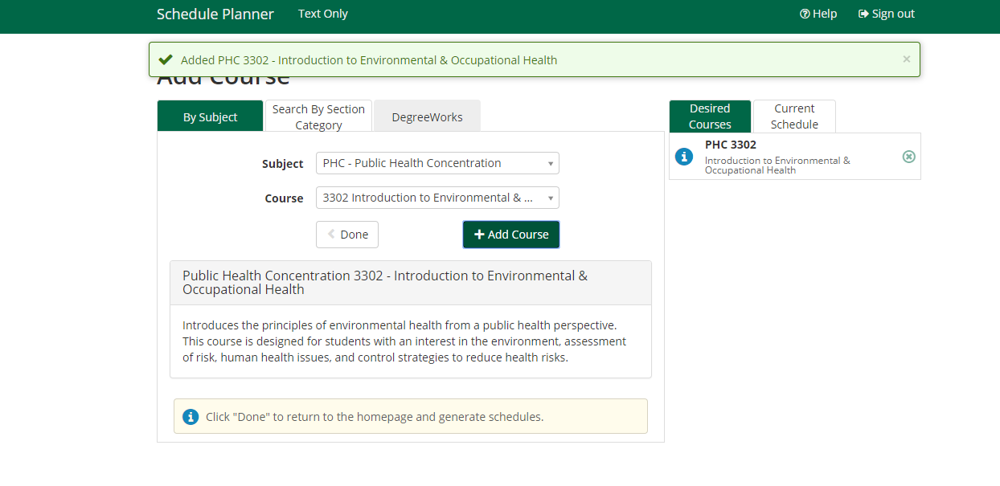 Schedule Planner
Text Only
Help
Sign out
Added PHC 3302 - Introduction to Environmental & Occupational Health
×
Add Course
By Subject
Search By Section
Category
DegreeWorks
Desired
Courses
Current
Schedule
PHC 3302
Introduction to Environmental &
Occupational Health
Subject
PHC - Public Health Concentration
Course
3302 Introduction to Environmental & ...
Done
Add Course
Public Health Concentration 3302 - Introduction to Environmental &
Occupational Health
Introduces the principles of environmental health from a public health perspective.
This course is designed for students with an interest in the environment, assessment
of risk, human health issues, and control strategies to reduce health risks.
Click "Done" to return to the homepage and generate schedules.